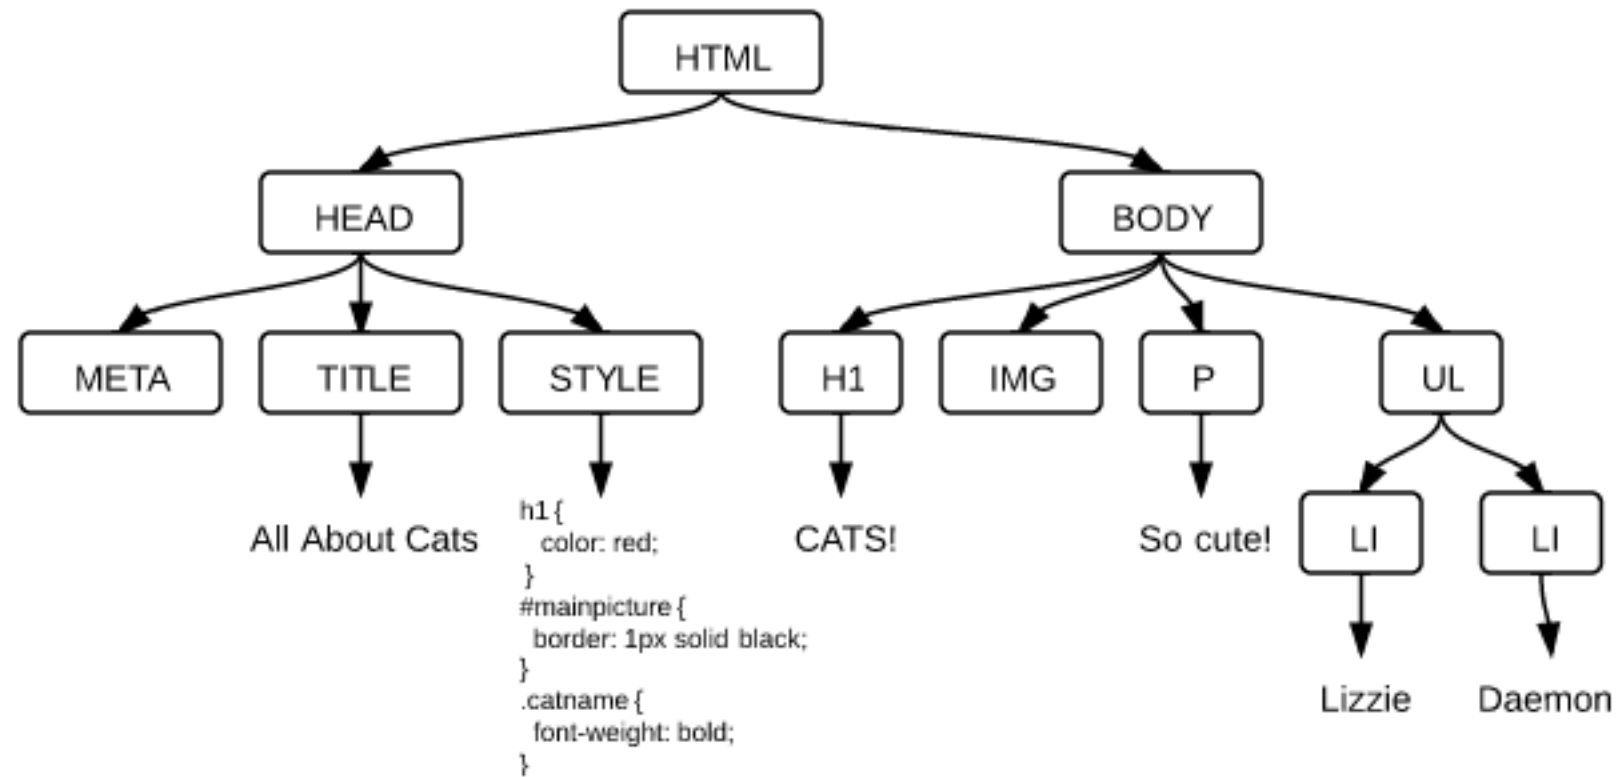 HTML
HEAD
BODY
META
TITLE
STYLE
H1
IMG
P
UL
All About Cats
h1 {
color: red;
}
#mainpicture {
border: 1px solid black;
}
.catname {
font-weight: bold;
}
CATS!
So cute!
LI
LI
Lizzie
Daemon